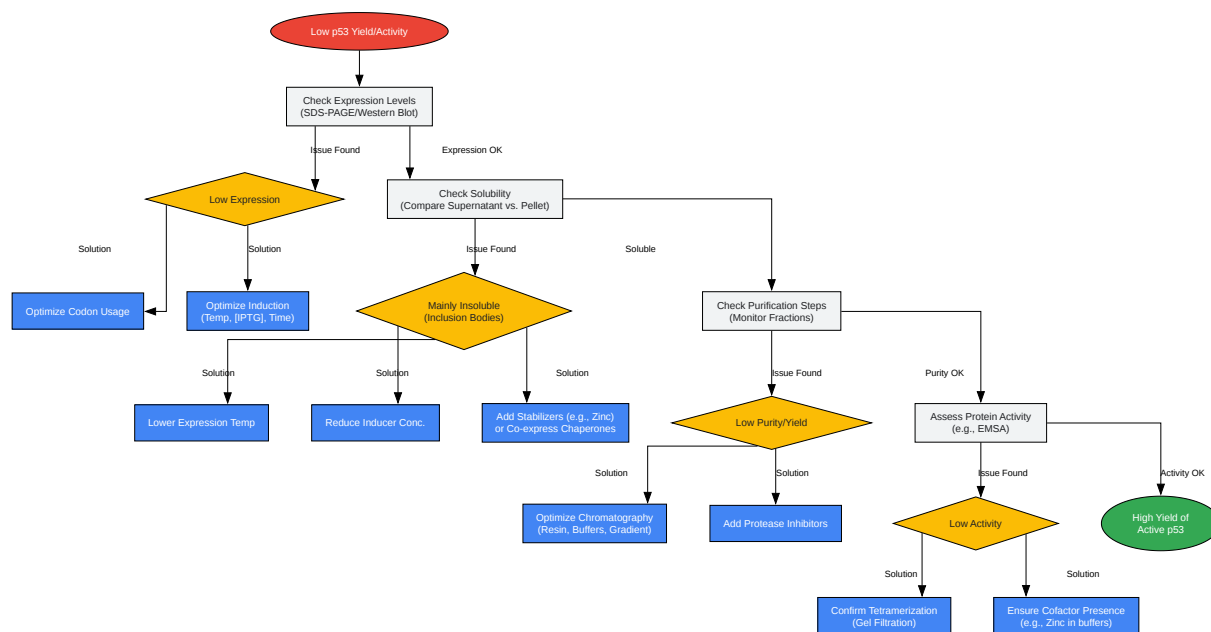 Low p53 Yield/Activity
Check Expression Levels
(SDS-PAGE/Western Blot)
Issue Found
Expression OK
Low Expression
Check Solubility
(Compare Supernatant vs. Pellet)
Solution
Solution
Issue Found
Soluble
Optimize Codon Usage
Optimize Induction
(Temp, [IPTG], Time)
Mainly Insoluble
(Inclusion Bodies)
Check Purification Steps
(Monitor Fractions)
Solution
Solution
Solution
Issue Found
Purity OK
Lower Expression Temp
Reduce Inducer Conc.
Add Stabilizers (e.g., Zinc)
or Co-express Chaperones
Low Purity/Yield
Assess Protein Activity
(e.g., EMSA)
Solution
Solution
Issue Found
Activity OK
Optimize Chromatography
(Resin, Buffers, Gradient)
Add Protease Inhibitors
Low Activity
High Yield of
Active p53
Solution
Solution
Confirm Tetramerization
(Gel Filtration)
Ensure Cofactor Presence
(e.g., Zinc in buffers)